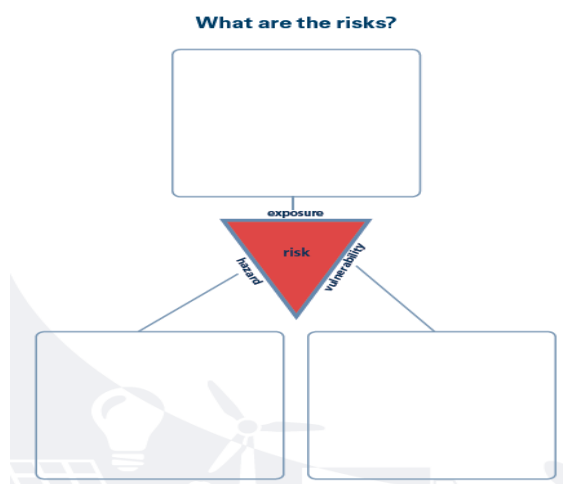 What are the risks?
exposure
risk
hazard
vulnerability